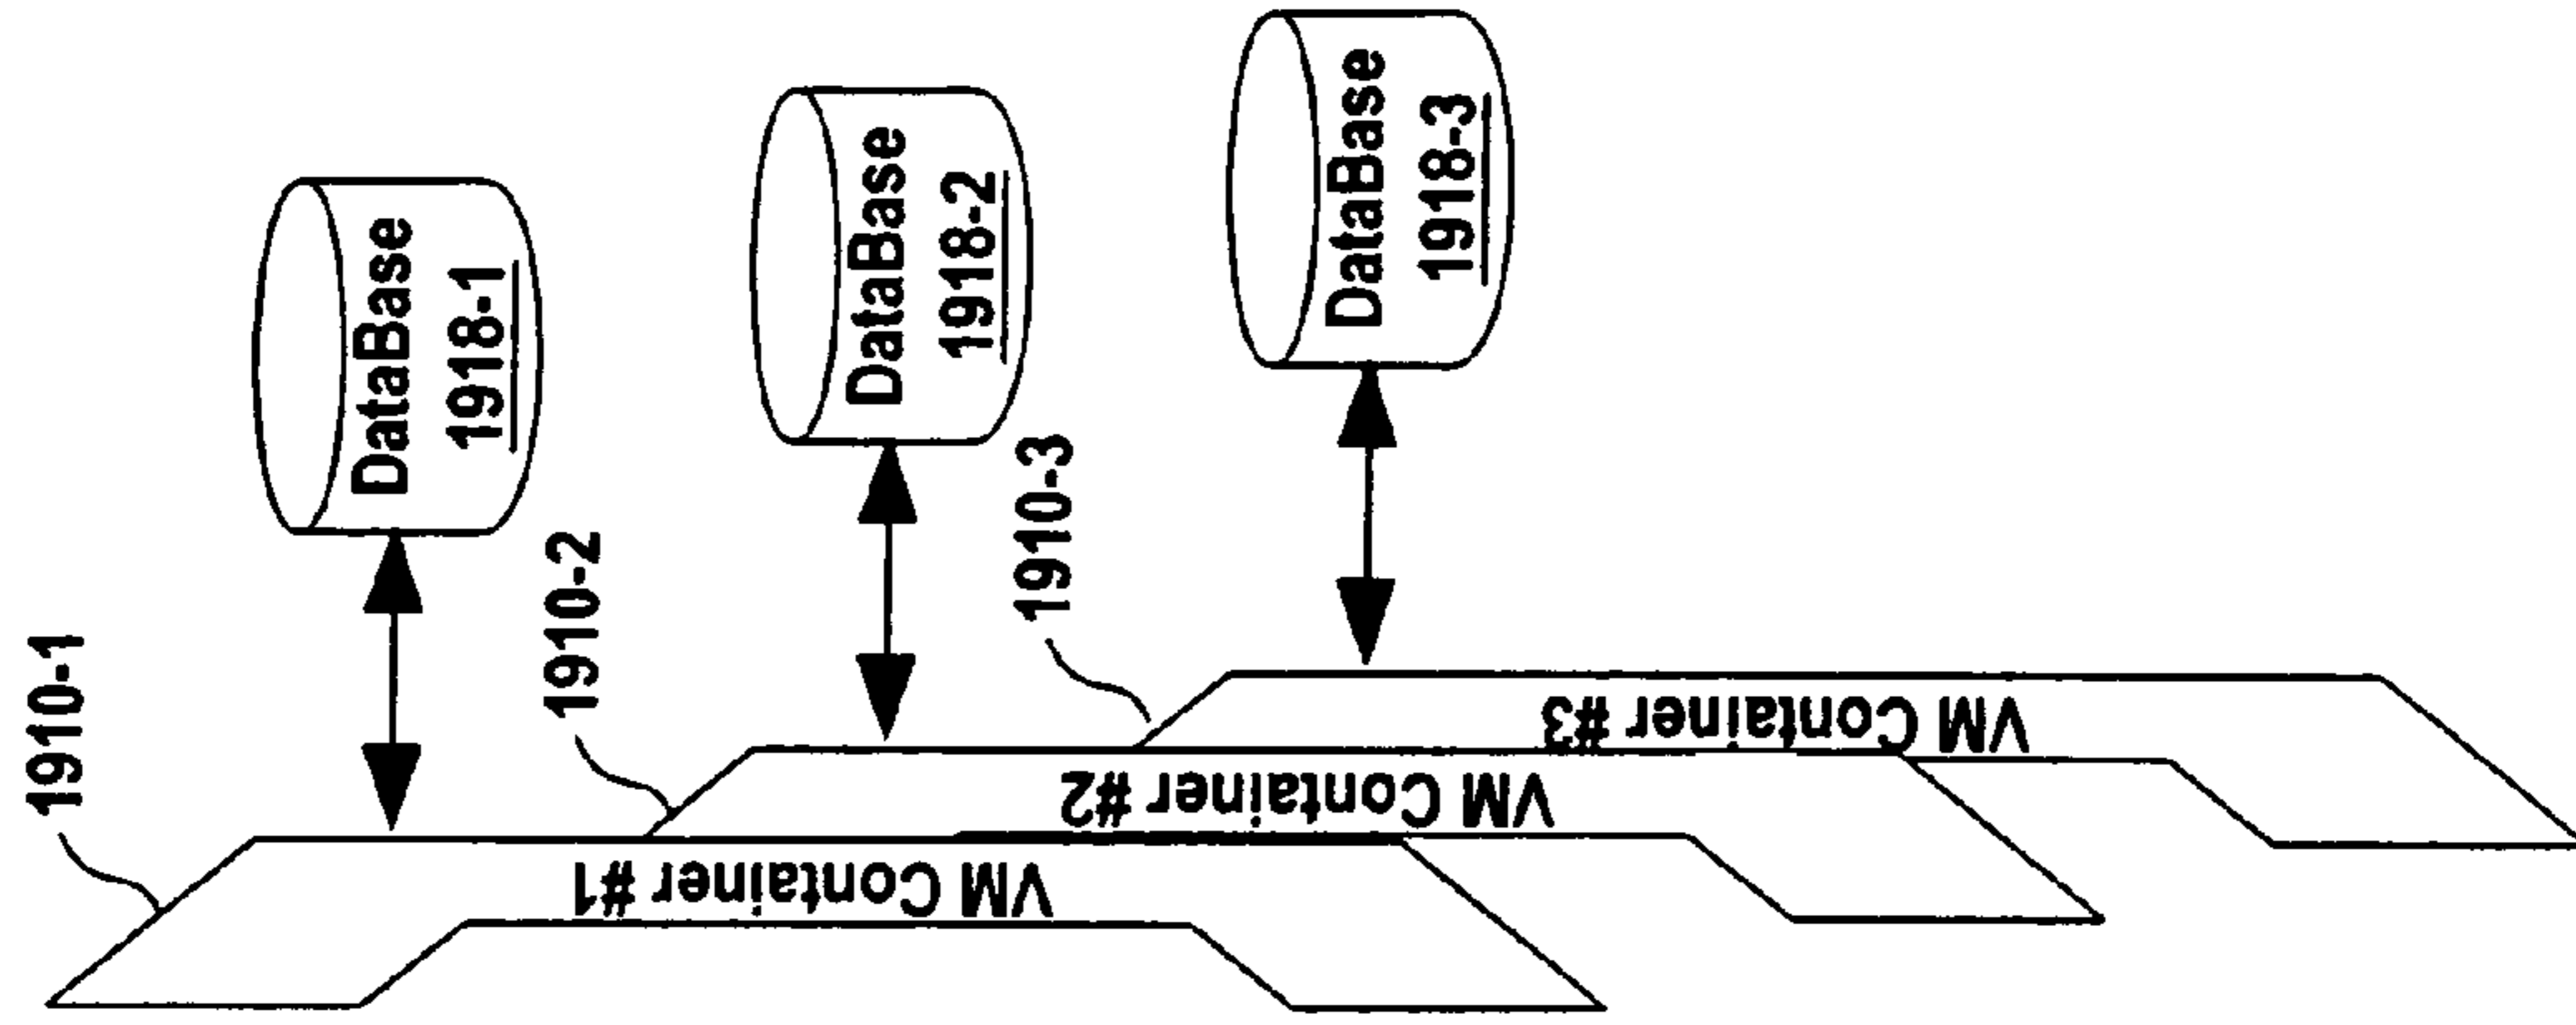 1910-1
DataBase
1918-1
VM Container #1
1910-2
DataBase
1918-2
VM Container #2
1910-3
DataBase
1918-3
VM Container #3